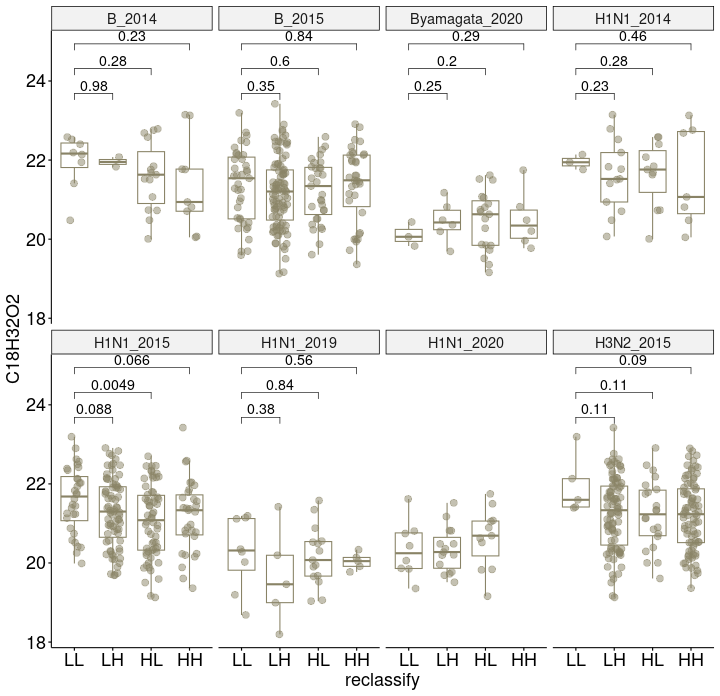 B_2014 B_2015 Byamagata_2020 H1N1_2014
0.23 0.84 0.29 0.46
0.28 0.6 0.2 0.28
0.98 0.35 0.25 0.23
24
22
20
18
C18H32O2
H1N1_2015 H1N1_2019 H1N1_2020 H3N2_2015
0.066 0.56 0.09
0.0049 0.84 0.11
0.088 0.38 0.11
24
22
20
18
LL LH HL HH LL LH HL HH LL LH HL HH LL LH HL HH
reclassify